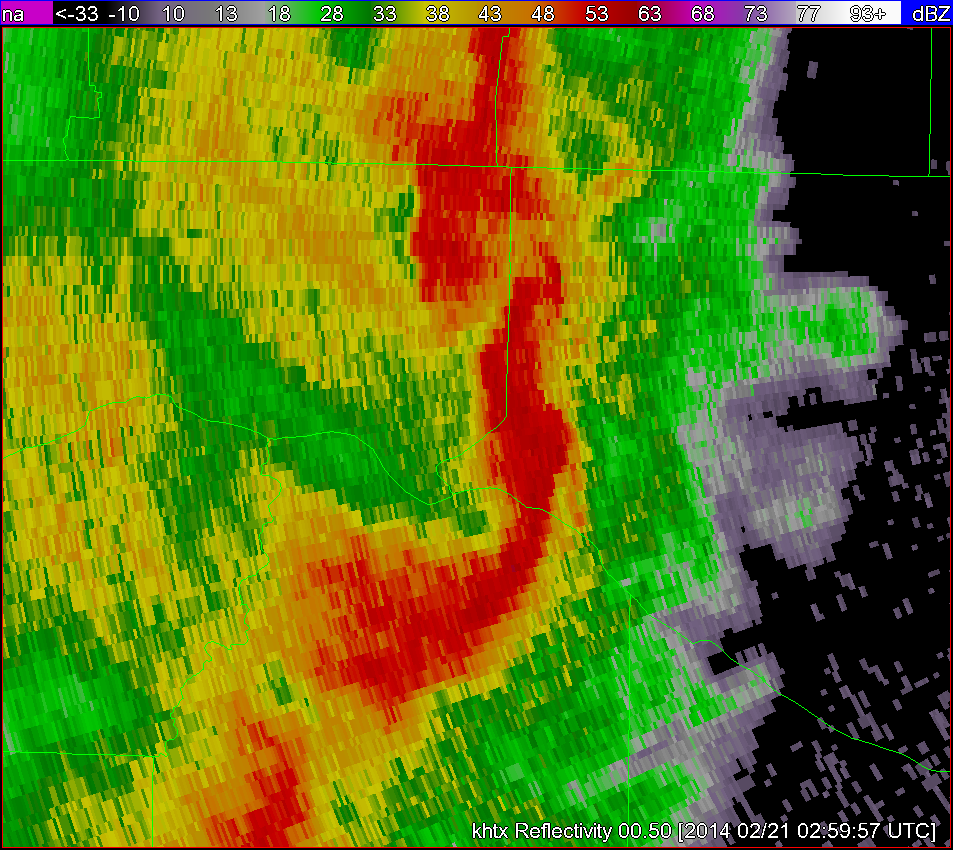 na <-33 -10 10 13 18 28 33 38 43 48 53 63 68 73 77 93+ dBZ
khtx Reflectivity 00.50 [2014 02/21 02:59:57 UTC]